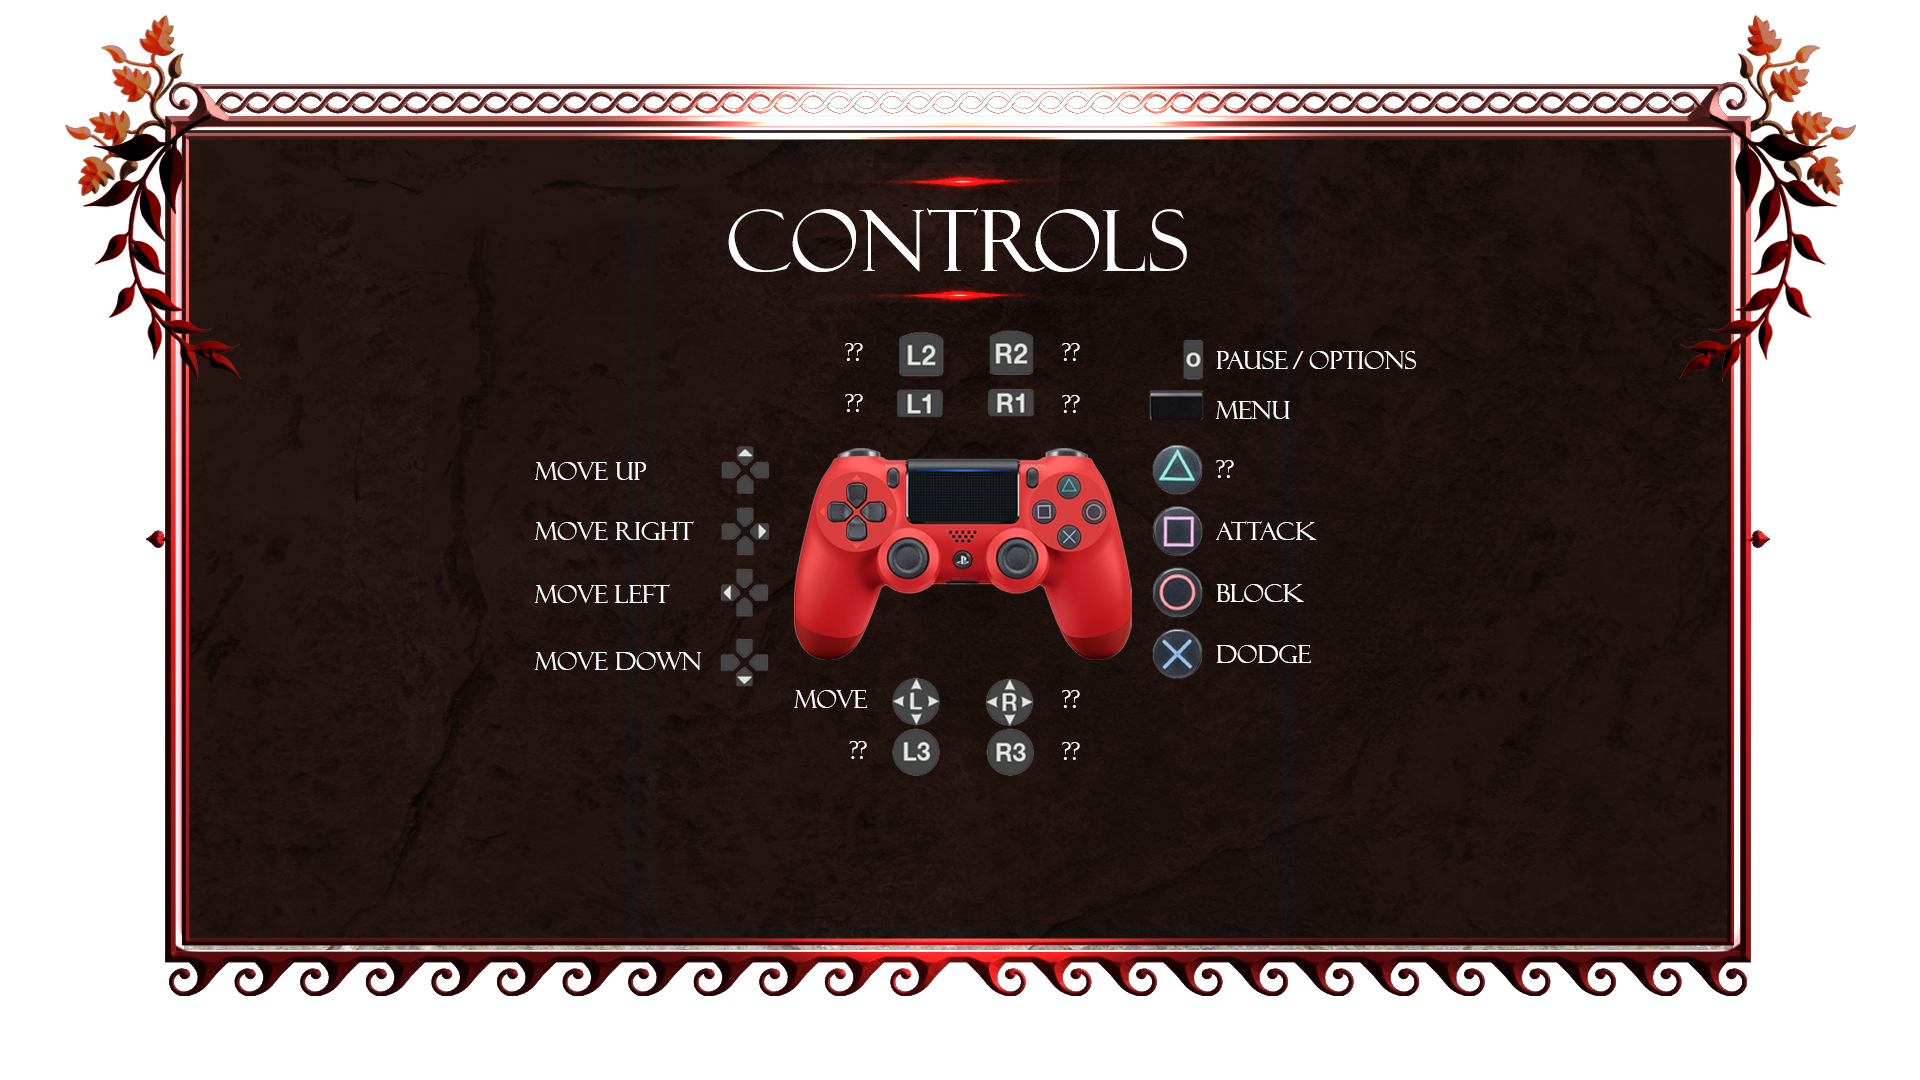 CONTROLS
?? L2 R2 ??
?? L1 R1 ??
O PAUSE / OPTIONS
MENU
MOVE UP
MOVE RIGHT
MOVE LEFT
MOVE DOWN
??
ATTACK
BLOCK
DODGE
MOVE L R ??
?? L3 R3 ??